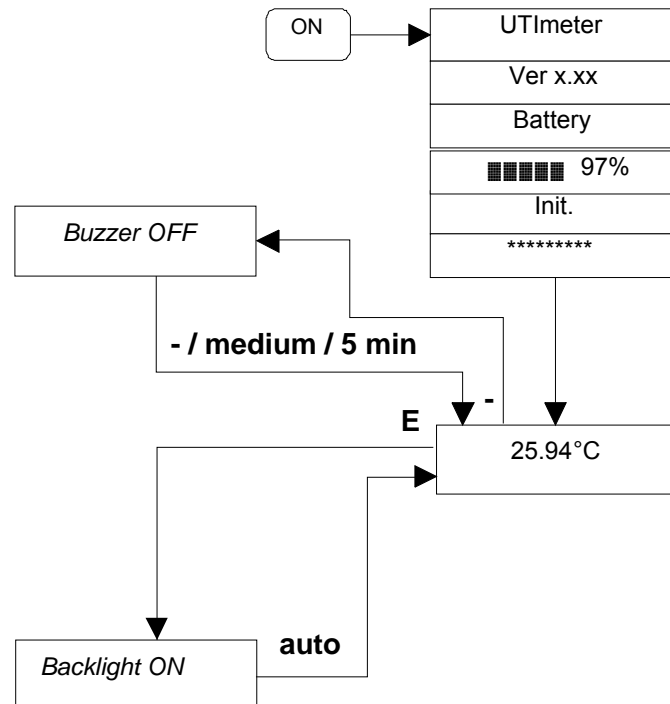 ON
UTImeter
Ver x.xx
Battery
97%
Init.
*********
Buzzer OFF
- / medium / 5 min
-
E
25.94°C
auto
Backlight ON